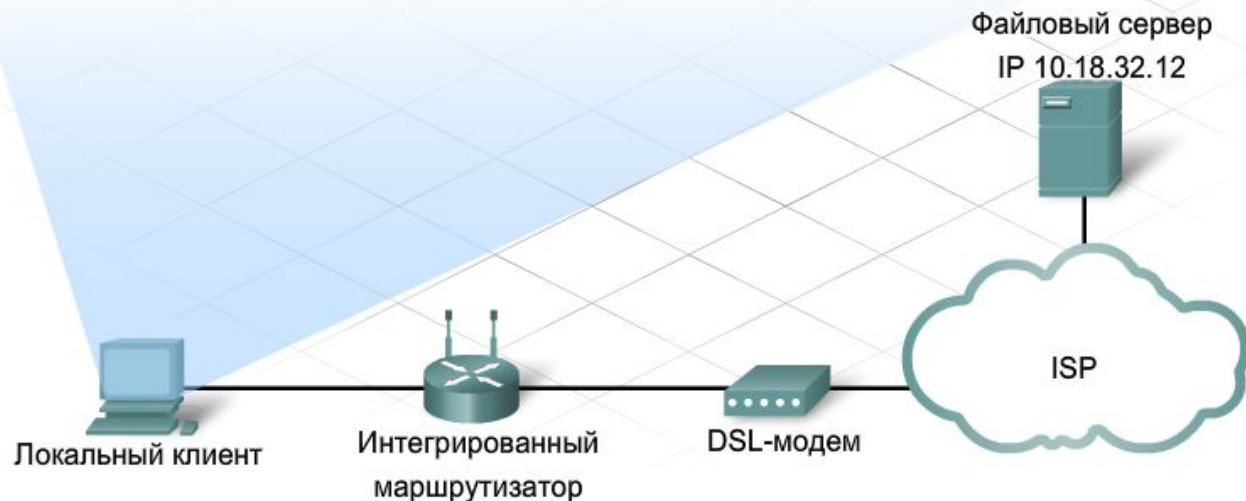 Файловый сервер
IP 10.18.32.12
ISP
Локальный клиент
Интегрированный
маршрутизатор
DSL-модем